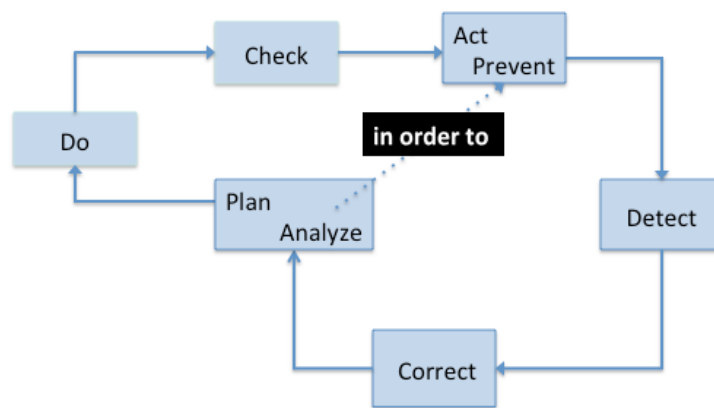 Act
Prevent
Check
in order to
Do
Plan
Analyze
Detect
Correct